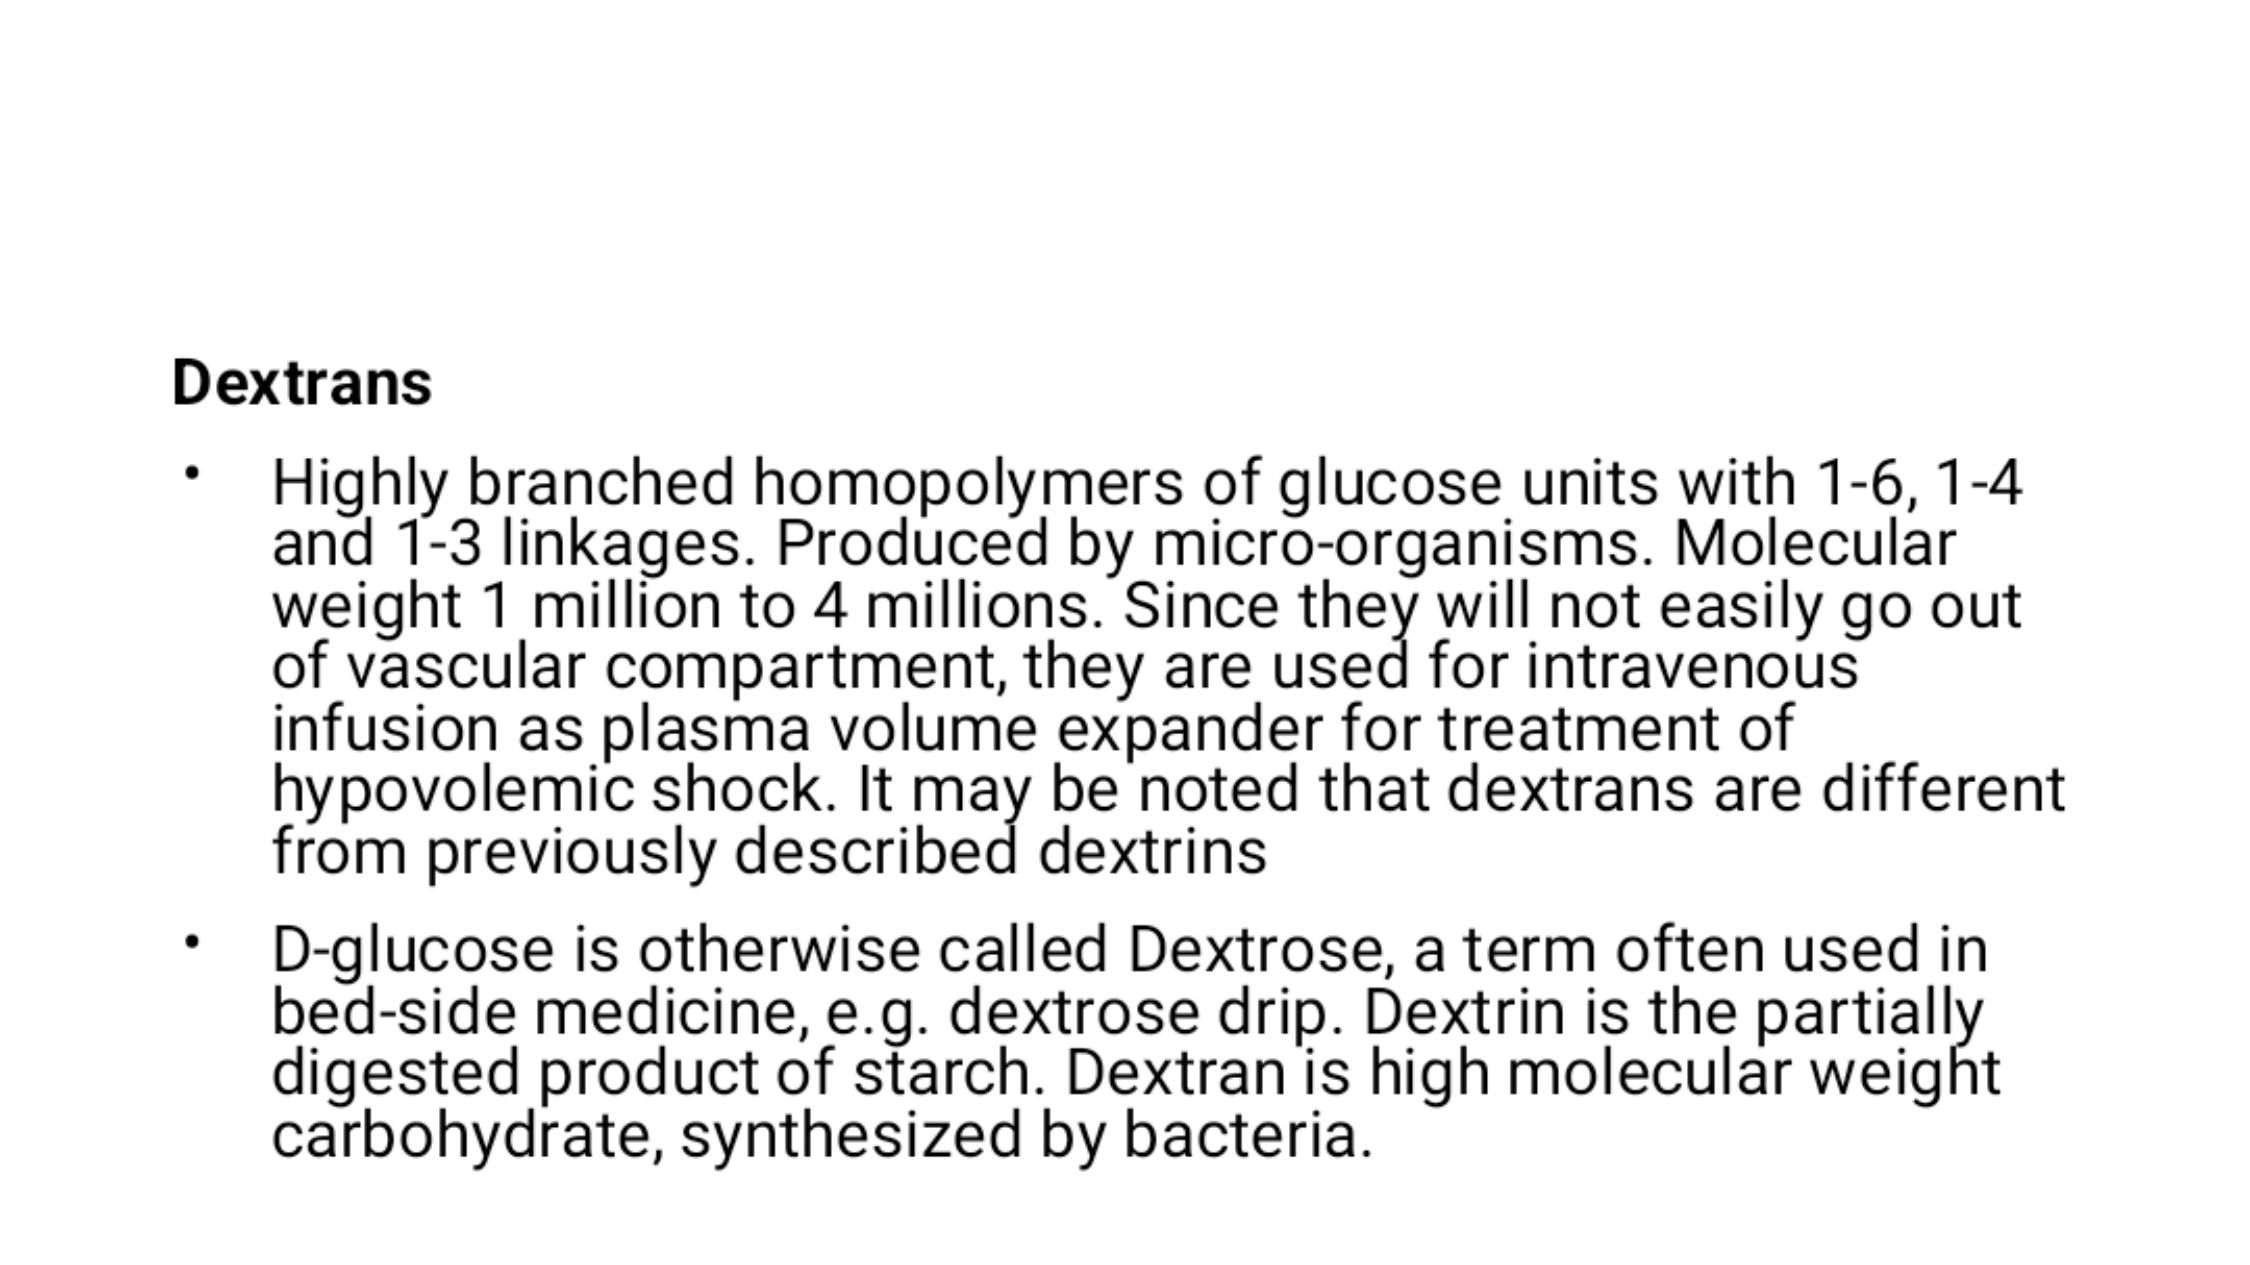 Dextrans
• Highly branched homopolymers of glucose units with 1-6, 1-4
and 1-3 linkages. Produced by micro-organisms. Molecular
weight 1 million to 4 millions. Since they will not easily go out
of vascular compartment, they are used for intravenous
infusion as plasma volume expander for treatment of
hypovolemic shock. It may be noted that dextrans are different
from previously described dextrins
• D-glucose is otherwise called Dextrose, a term often used in
bed-side medicine, e.g. dextrose drip. Dextrin is the partially
digested product of starch. Dextran is high molecular weight
carbohydrate, synthesized by bacteria.